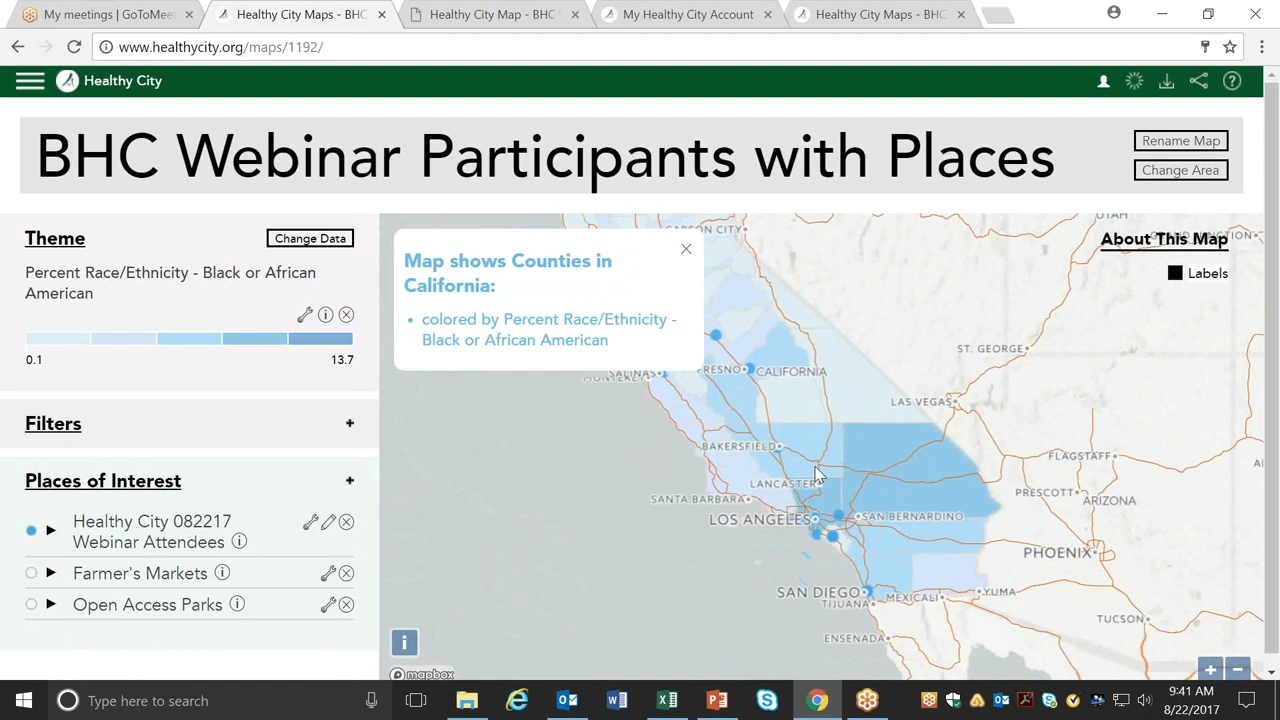 My meetings | GoToMeet
Healthy City Maps - BHC
Healthy City Map - BHC
My Healthy City Account
Healthy City Maps - BHC
www.healthycity.org/maps/1192/
Healthy City
BHC Webinar Participants with Places
Rename Map
Change Area
Theme
Change Data
Percent Race/Ethnicity - Black or African
American
0.1
13.7
Filters
+
Places of Interest
+
Healthy City 082217
Webinar Attendees
Farmer's Markets
Open Access Parks
Map shows Counties in
California:
• colored by Percent Race/Ethnicity -
Black or African American
About This Map
Labels
UTAH
CARSON CITY
GRAND JUNCTION
ST. GEORGE
SALINAS
MONTEREY
FRESNO
CALIFORNIA
LAS VEGAS
BAKERSFIELD
FLAGSTAFF
LANCASTER
PRESCOTT
ARIZONA
SANTA BARBARA
LOS ANGELES
SAN BERNARDINO
PHOENIX
SAN DIEGO
TIJUANA
MEXICALI
YUMA
TUCSON
ENSENADA
mapbox
Type here to search
9:41 AM
8/22/2017